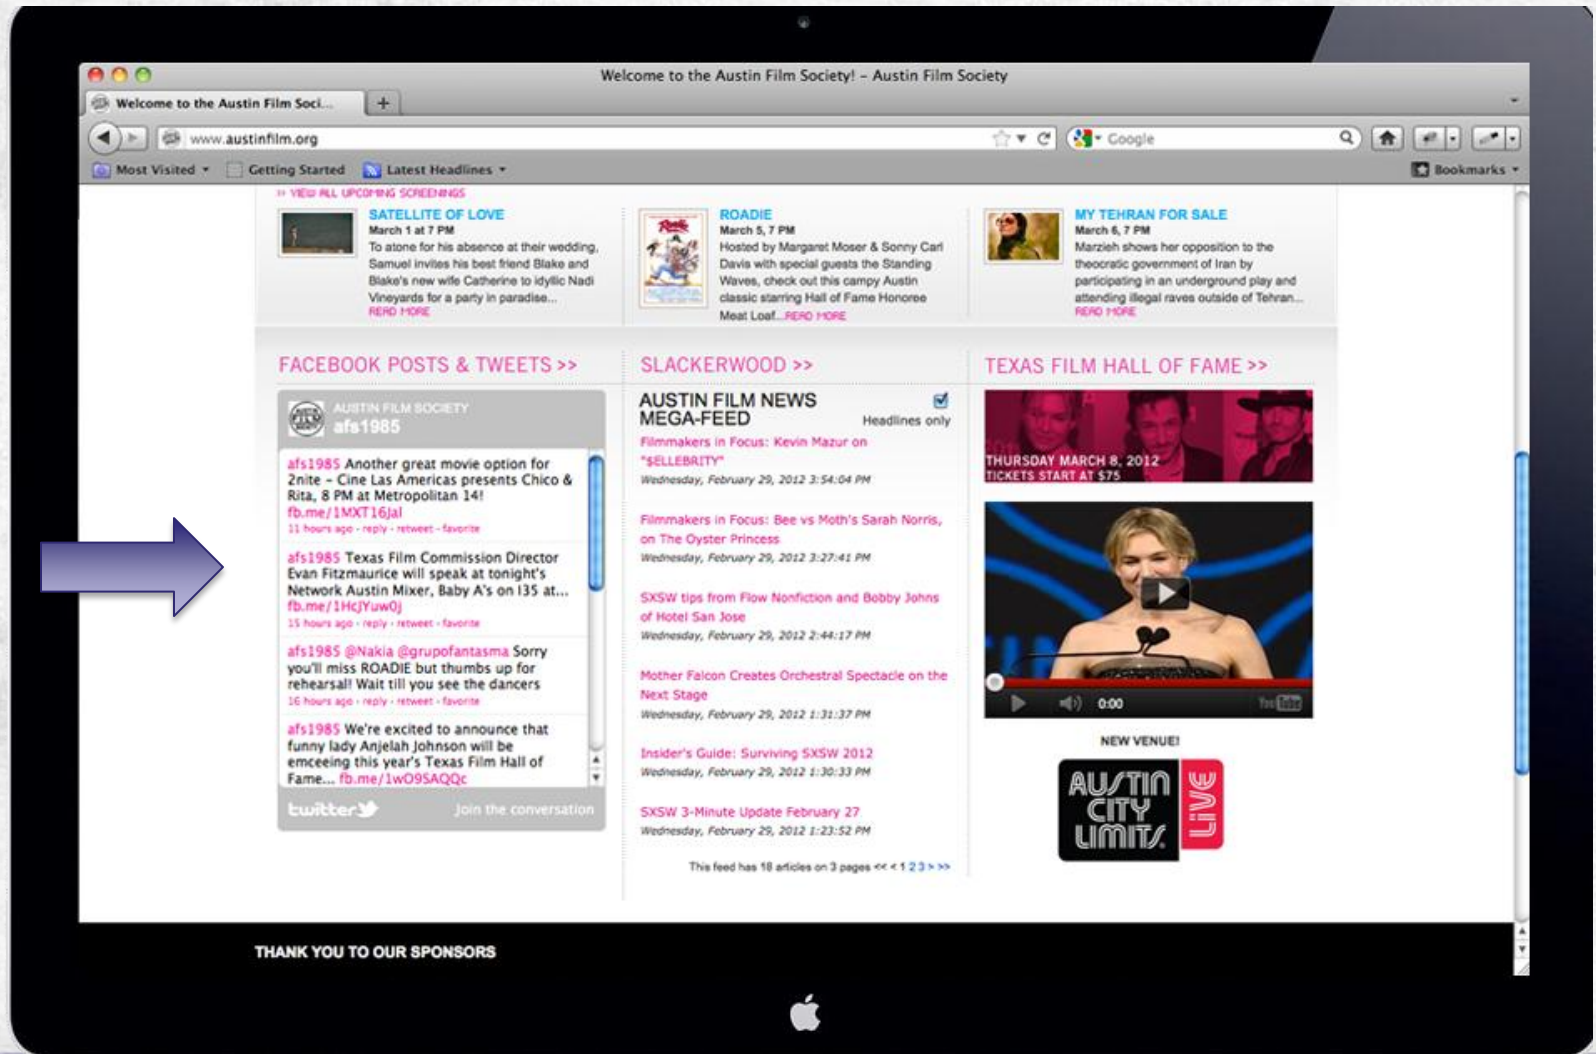 Welcome to the Austin Film Society! – Austin Film Society
Welcome to the Austin Film Soci...
www.austinfilm.org
Google
Most Visited
Getting Started
Latest Headlines
Bookmarks
» VIEW ALL UPCOMING SCREENINGS
SATELLITE OF LOVE
March 1 at 7 PM
To atone for his absence at their wedding,
Samuel invites his best friend Blake and
Blake's new wife Catherine to idyllic Nadi
Vineyards for a party in paradise...
READ MORE
ROADIE
March 5, 7 PM
Hosted by Margaret Moser & Sonny Carl
Davis with special guests the Standing
Waves, check out this campy Austin
classic starring Hall of Fame Honoree
Meat Loaf...READ MORE
MY TEHRAN FOR SALE
March 6, 7 PM
Marzieh shows her opposition to the
theocratic government of Iran by
participating in an underground play and
attending illegal raves outside of Tehran...
READ MORE
FACEBOOK POSTS & TWEETS >>
AUSTIN FILM SOCIETY
afs1985
afs1985 Another great movie option for
2nite – Cine Las Americas presents Chico &
Rita, 8 PM at Metropolitan 14!
fb.me/1MXT16Jal
11 hours ago · reply · retweet · favorite
afs1985 Texas Film Commission Director
Evan Fitzmaurice will speak at tonight's
Network Austin Mixer, Baby A's on I35 at...
fb.me/1HcJYuw0j
15 hours ago · reply · retweet · favorite
afs1985 @Nakia @grupofantasma Sorry
you'll miss ROADIE but thumbs up for
rehearsal! Wait till you see the dancers
16 hours ago · reply · retweet · favorite
afs1985 We're excited to announce that
funny lady Anjelah Johnson will be
emceeing this year's Texas Film Hall of
Fame... fb.me/1wO9SAQQc
twitter
Join the conversation
SLACKERWOOD >>
AUSTIN FILM NEWS
MEGA-FEED
Headlines only
Filmmakers in Focus: Kevin Mazur on
"$ELLEBRITY"
Wednesday, February 29, 2012 3:54:04 PM
Filmmakers in Focus: Bee vs Moth's Sarah Norris,
on The Oyster Princess
Wednesday, February 29, 2012 3:27:41 PM
SXSW tips from Flow Nonfiction and Bobby Johns
of Hotel San Jose
Wednesday, February 29, 2012 2:44:17 PM
Mother Falcon Creates Orchestral Spectacle on the
Next Stage
Wednesday, February 29, 2012 1:31:37 PM
Insider's Guide: Surviving SXSW 2012
Wednesday, February 29, 2012 1:30:33 PM
SXSW 3-Minute Update February 27
Wednesday, February 29, 2012 1:23:52 PM
This feed has 18 articles on 3 pages << < 1 2 3 > >>
TEXAS FILM HALL OF FAME >>
THURSDAY MARCH 8, 2012
TICKETS START AT $75
0:00
YouTube
NEW VENUE!
AUSTIN
CITY
LIMITS
LIVE
THANK YOU TO OUR SPONSORS